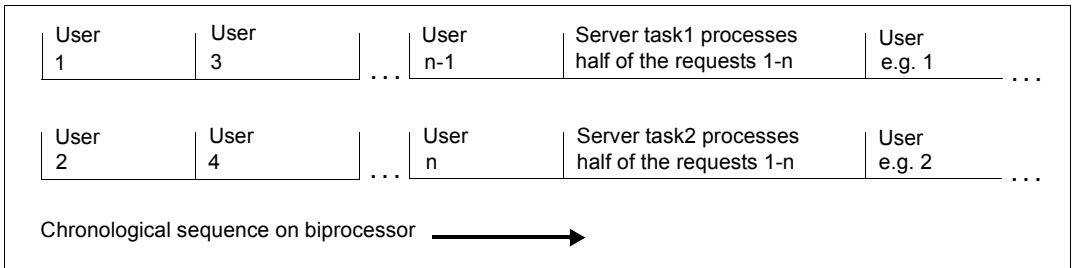 User User User Server task1 processes User
1 3 n-1 half of the requests 1-n e.g. 1
... ...
User User User Server task2 processes User
2 4 n half of the requests 1-n e.g. 2
... ...
Chronological sequence on biprocessor